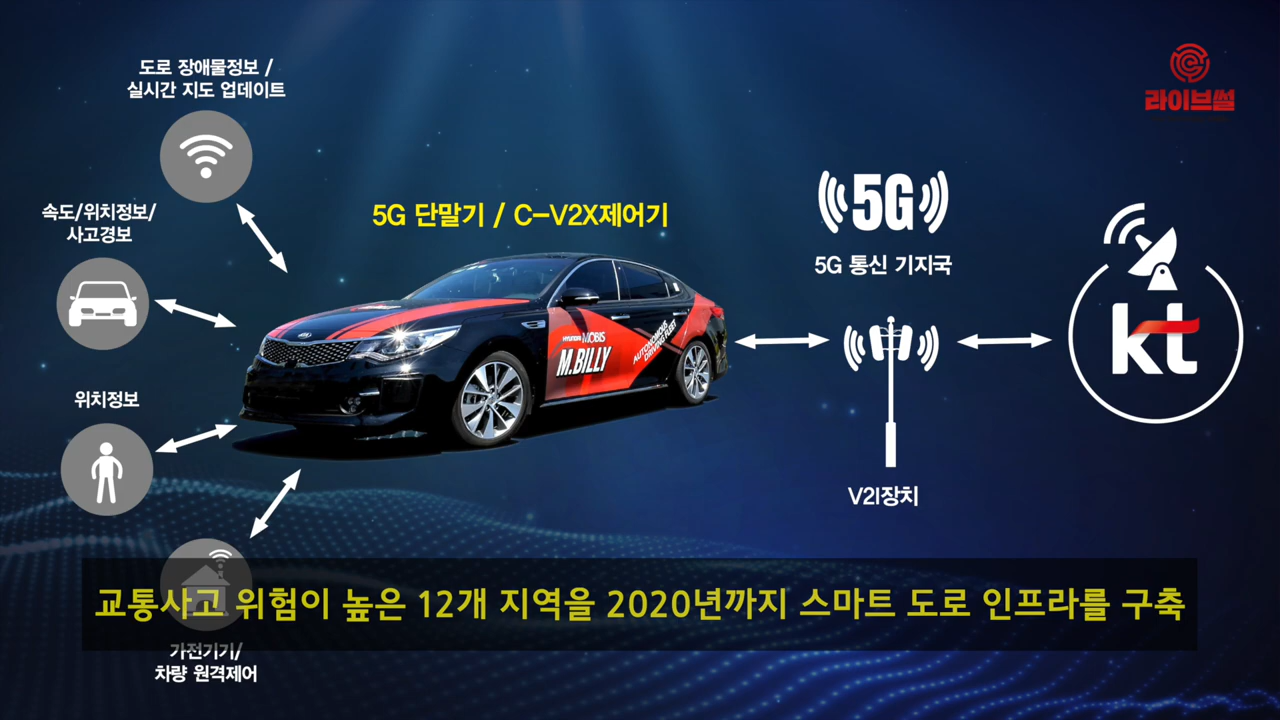 도로 장애물정보 /
실시간 지도 업데이트
라이브썰
속도/위치정보/
사고경보
5G 단말기 / C-V2X제어기
5G
5G 통신 기지국
kt
HYUNDAI MOBIS
M.BILLY
AUTONOMOUS
DRIVING FLEET
위치정보
V2I장치
교통사고 위험이 높은 12개 지역을 2020년까지 스마트 도로 인프라를 구축
가전기기/
차량 원격제어